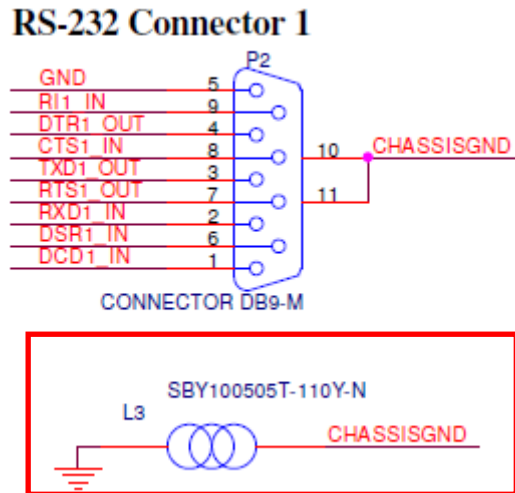 RS-232 Connector 1
P2
GND 5
RI1_IN 9
DTR1_OUT 4
CTS1_IN 8 10 CHASSISGND
TXD1_OUT 3
RTS1_OUT 7 11
RXD1_IN 2
DSR1_IN 6
DCD1_IN 1
CONNECTOR DB9-M
SBY100505T-110Y-N
L3
CHASSISGND